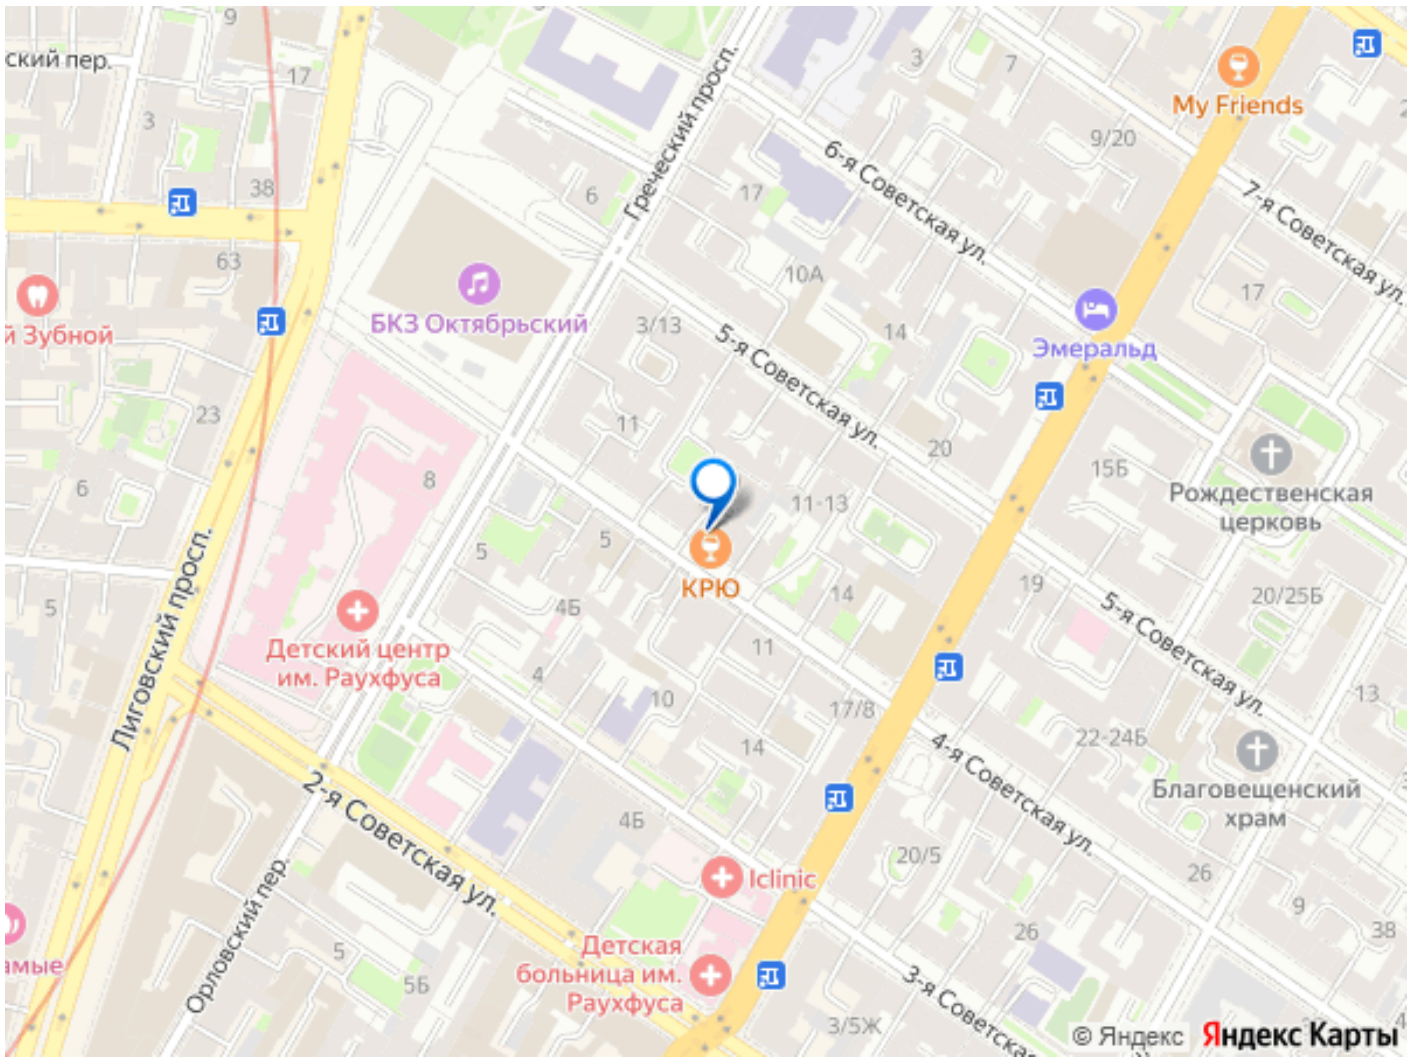 9
ский пер.
17
3
7
My Friends
3
9/20
38
6
17
Греческий просп.
6-я Советская ул.
7-я Советская ул.
63
10А
17
й Зубной
БКЗ Октябрьский
3/13
14
5-я Советская ул.
Эмеральд
23
11
20
15Б
6
8
11-13
Рождественская
церковь
5
5
5
КРЮ
14
19
20/25Б
4Б
Детский центр
им. Раухфуса
11
5-я Советская ул.
4
10
17/8
13
Лиговский просп.
14
22-24Б
4-я Советская ул.
Благовещенский
храм
2-я Советская ул.
4Б
20/5
26
Iclinic
9
Орловский пер.
26
38
5
амые
Детская
больница им.
Раухфуса
5Б
3-я Советская
3/5Ж
© Яндекс Яндекс Карты